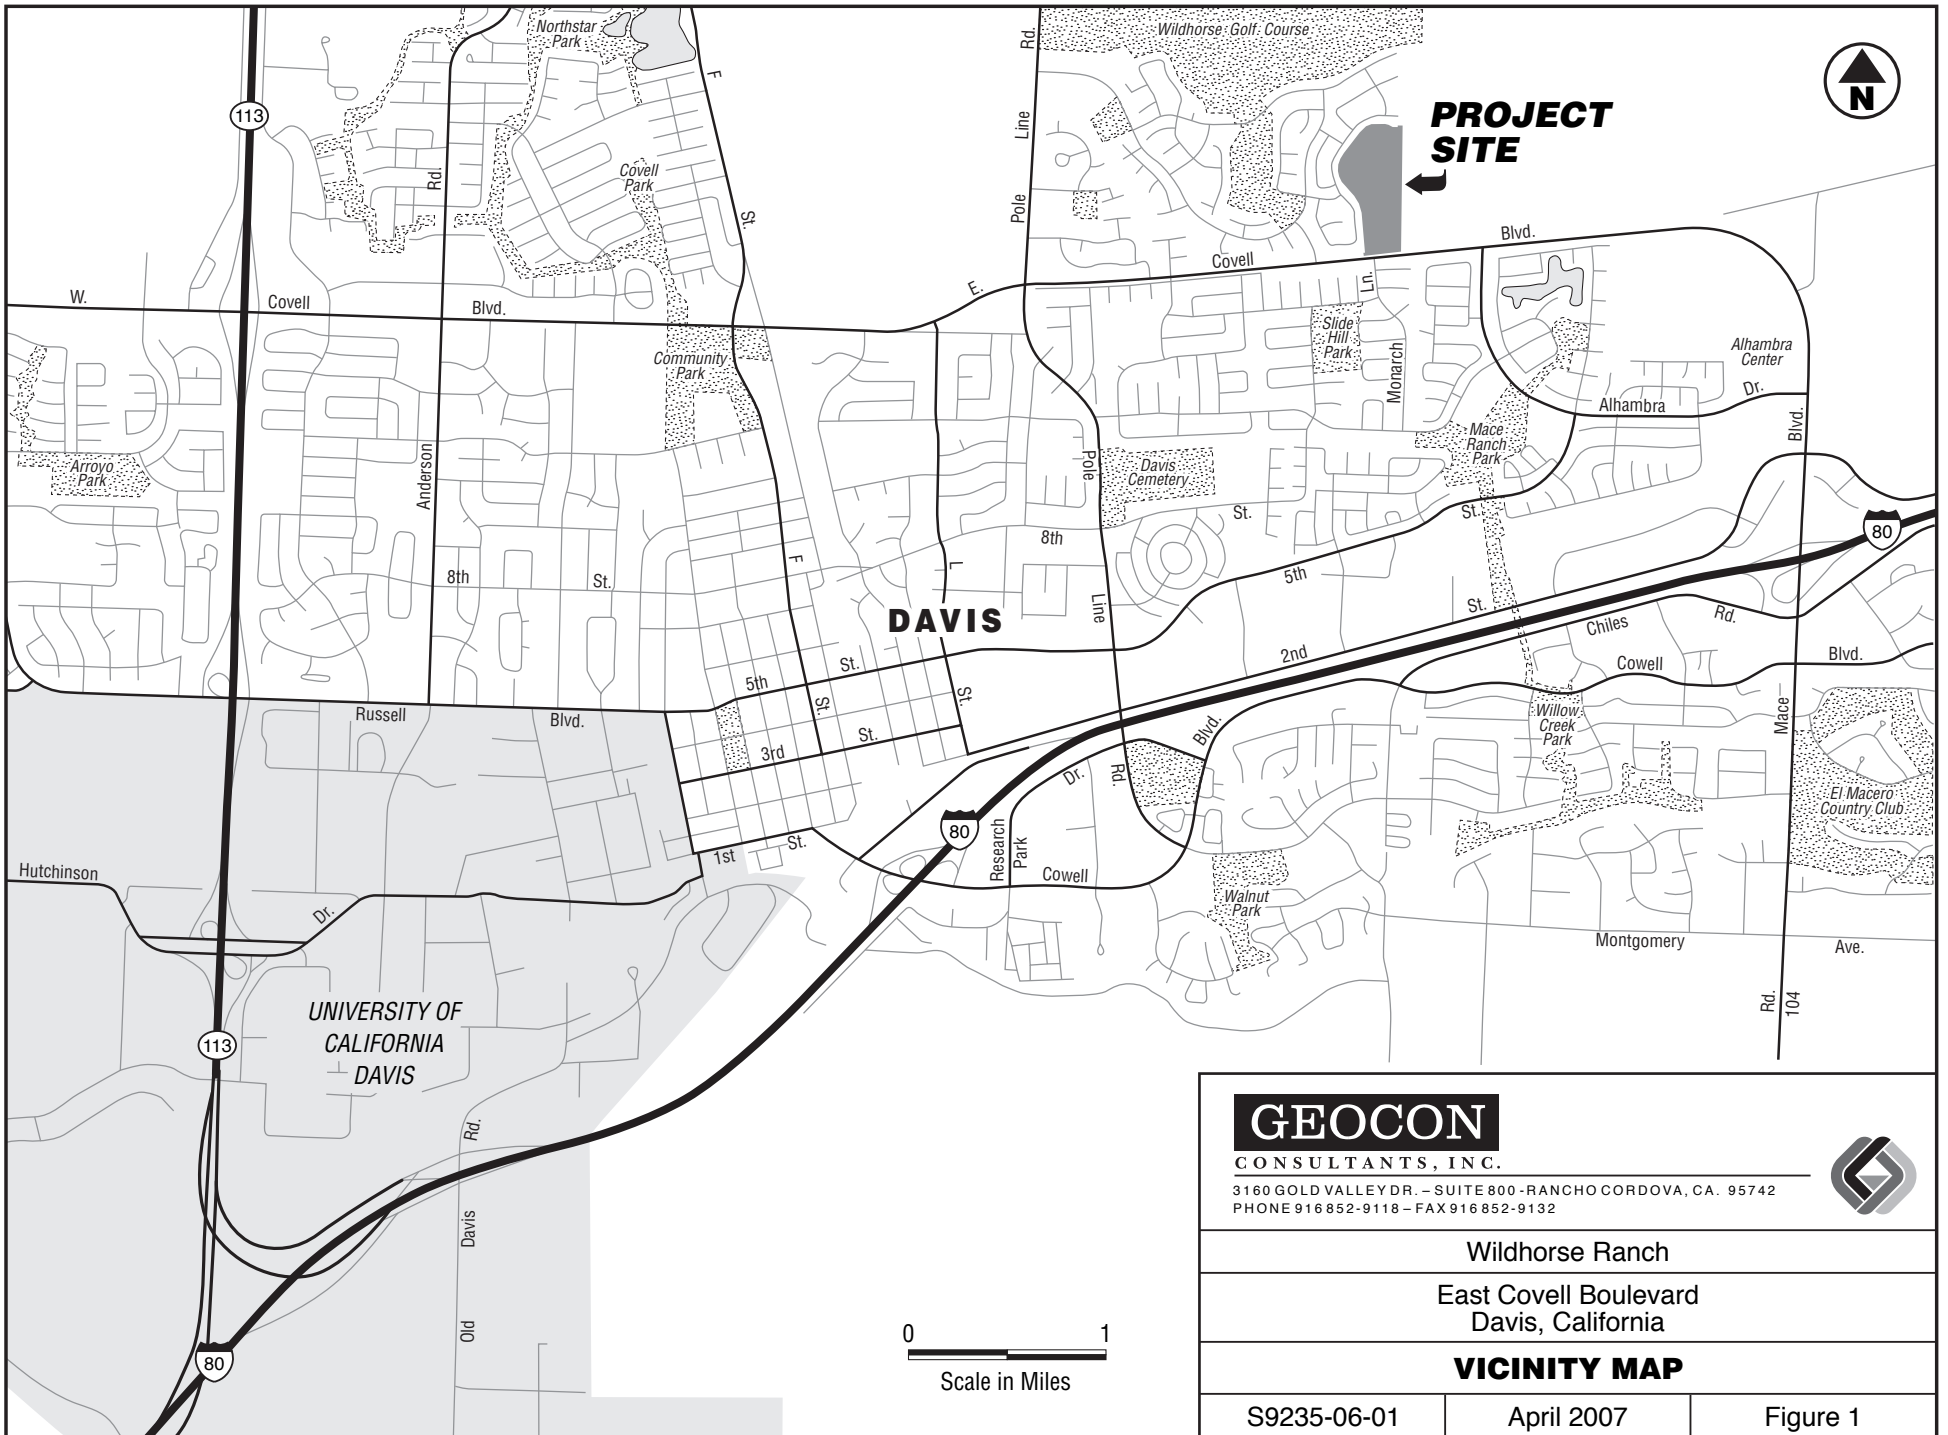 Northstar
Park
Rd.
Wildhorse Golf Course
F
113
N
PROJECT
SITE
Line
Covell
Park
Rd.
Pole
St.
Blvd.
Covell
E.
Ln.
W.
Covell
Blvd.
Slide
Hill
Park
Monarch
Community
Park
Alhambra
Center
Dr.
Alhambra
Blvd.
Mace
Ranch
Park
Arroyo
Park
Anderson
Pole
Davis
Cemetery
St.
St.
80
8th
F
L
8th
St.
5th
Line
St.
DAVIS
Chiles
Rd.
2nd
Cowell
Blvd.
St.
5th
St.
St.
Russell
Blvd.
Willow
Creek
Park
Mace
Blvd.
St.
3rd
Dr.
Rd.
El Macero
Country Club
80
Research
Park
St.
1st
Cowell
Hutchinson
Dr.
Walnut
Park
Montgomery
Ave.
Rd.
104
UNIVERSITY OF
CALIFORNIA
DAVIS
113
Rd.
Davis
Old
80
0 1
Scale in Miles
GEOCON
CONSULTANTS, INC.
3160 GOLD VALLEY DR. – SUITE 800 - RANCHO CORDOVA, CA. 95742
PHONE 916 852-9118 – FAX 916 852-9132
Wildhorse Ranch
East Covell Boulevard
Davis, California
VICINITY MAP
S9235-06-01
April 2007
Figure 1